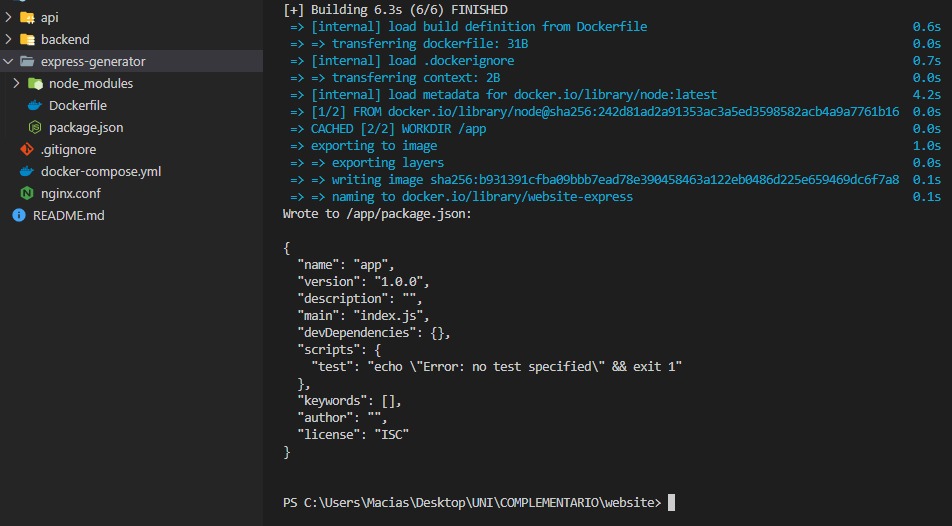 api
backend
express-generator
node_modules
Dockerfile
package.json
.gitignore
docker-compose.yml
nginx.conf
README.md
[+] Building 6.3s (6/6) FINISHED
=> [internal] load build definition from Dockerfile 0.6s
=> => transferring dockerfile: 31B 0.0s
=> [internal] load .dockerignore 0.7s
=> => transferring context: 2B 0.0s
=> [internal] load metadata for docker.io/library/node:latest 4.2s
=> [1/2] FROM docker.io/library/node@sha256:242d81ad2a91353ac3a5ed3598582acb4a9a7761b16 0.0s
=> CACHED [2/2] WORKDIR /app 0.0s
=> exporting to image 1.0s
=> => exporting layers 0.0s
=> => writing image sha256:b931391cfba09bbb7ead78e390458463a122eb0486d225e659469dc6f7a8 0.1s
=> => naming to docker.io/library/website-express 0.1s
Wrote to /app/package.json:
{
"name": "app",
"version": "1.0.0",
"description": "",
"main": "index.js",
"devDependencies": {},
"scripts": {
"test": "echo \"Error: no test specified\" && exit 1"
},
"keywords": [],
"author": "",
"license": "ISC"
}
PS C:\Users\Macias\Desktop\UNI\COMPLEMENTARIO\website>